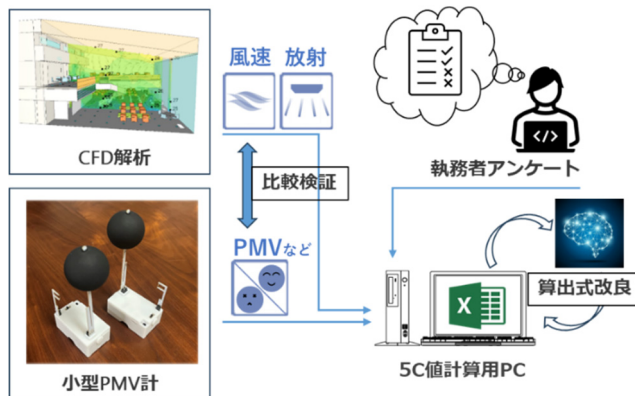 風速 放射
CFD解析
比較検証
執務者アンケート
PMVなど
算出式改良
X
小型PMV計
5C値計算用PC